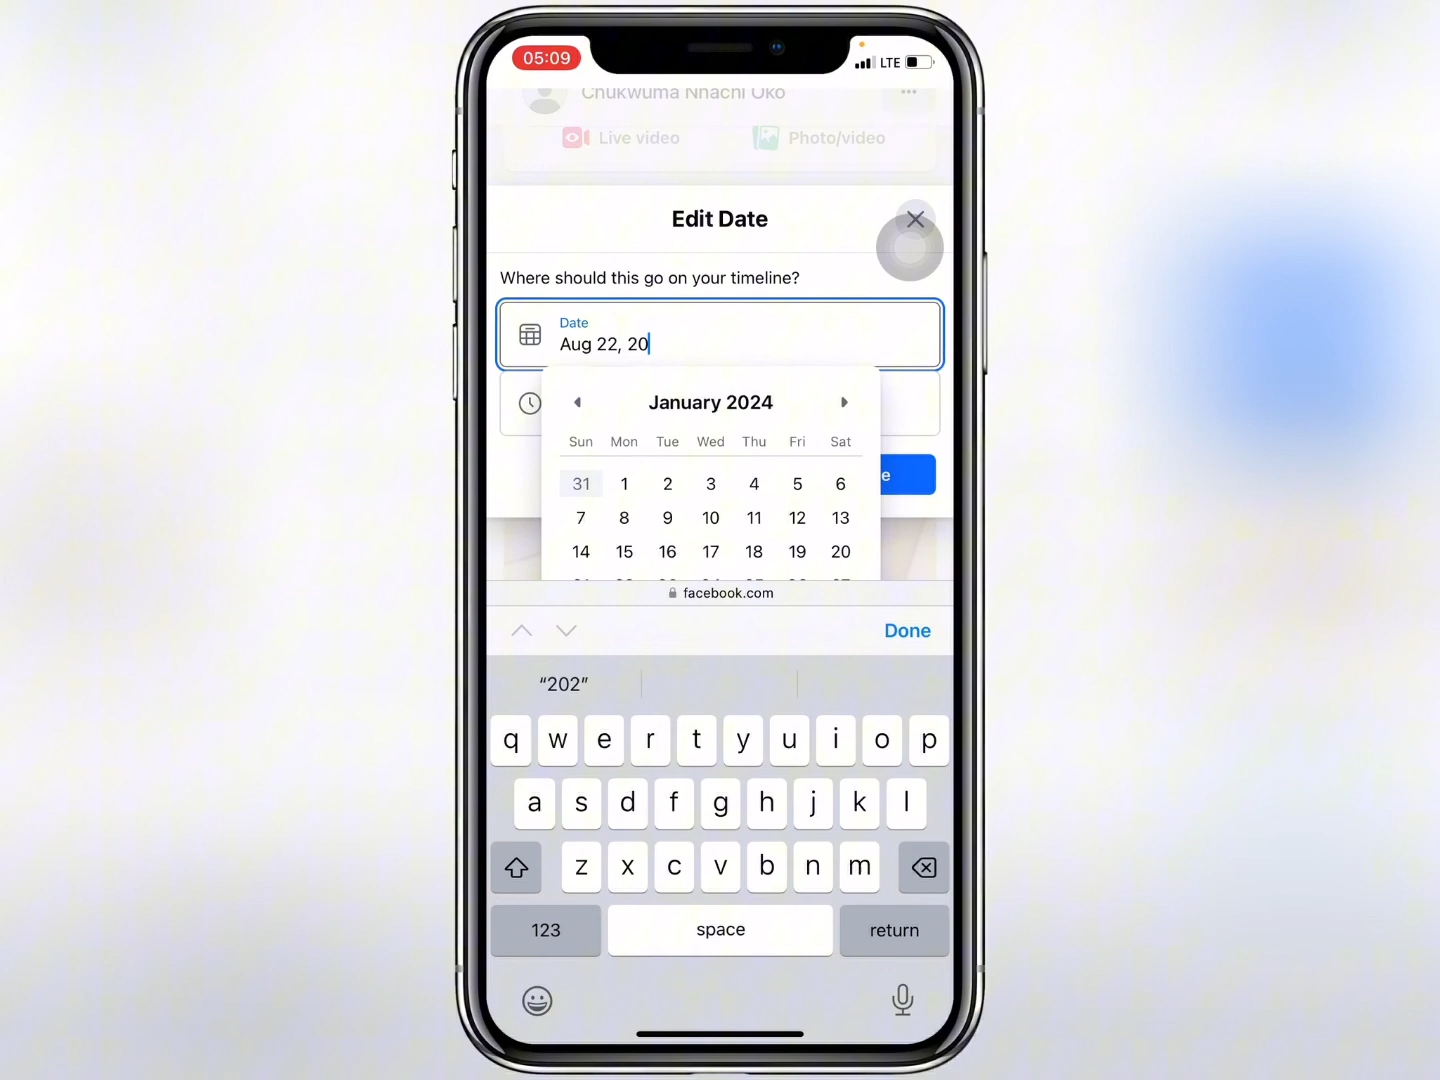 05:09
LTE
Chukwuma Nnachi Oko
Live video Photo/video
Edit Date
Where should this go on your timeline?
Date
Aug 22, 20
January 2024
Sun Mon Tue Wed Thu Fri Sat
31 1 2 3 4 5 6
e
7 8 9 10 11 12 13
14 15 16 17 18 19 20
facebook.com
Done
“202”
q w e r t y u i o p
a s d f g h j k l
z x c v b n m
123 space return